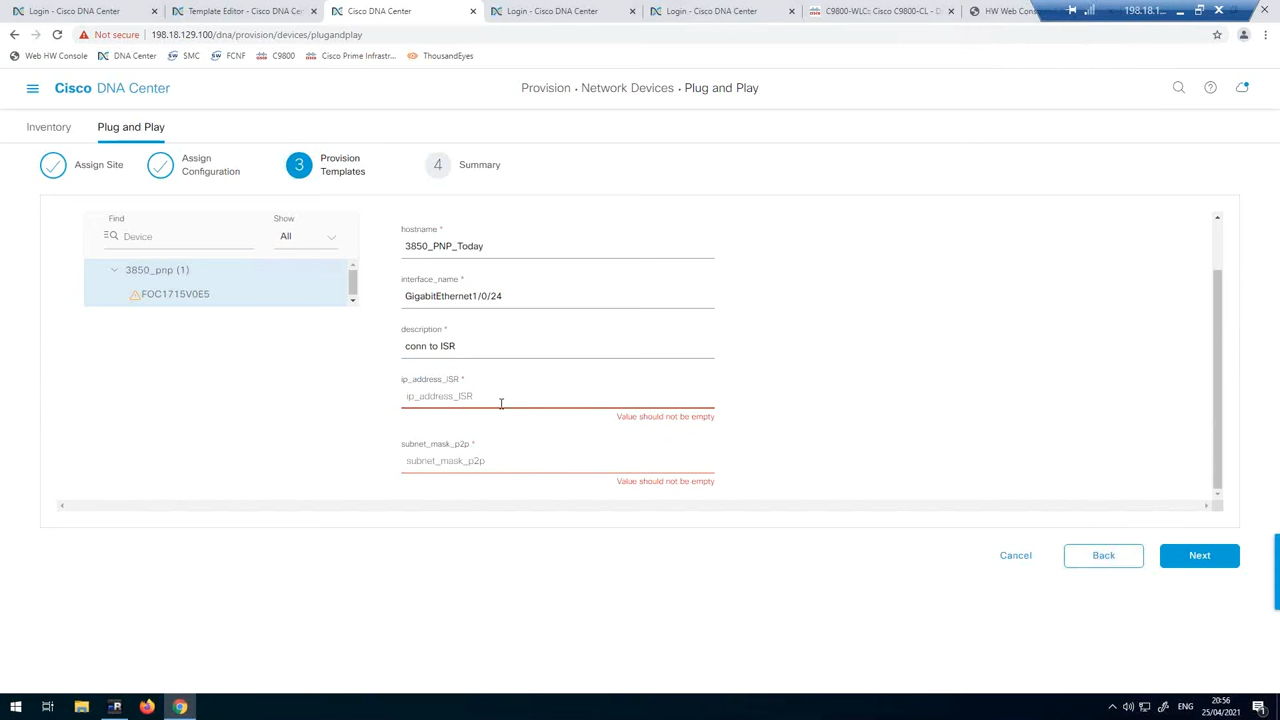 Login - Cisco DNA Center
Template Editor - Cisco DNA Cen
Cisco DNA Center
Login - Cisco DNA Center
Login - Cisco DNA Center
C9800-WLC: Cisco C9800-CL - D
HW Web Cons
198.18.1
Not secure
198.18.129.100/dna/provision/devices/plugandplay
Web HW Console
DNA Center
SMC
FCNF
C9800
Cisco Prime Infrastr...
ThousandEyes
Cisco DNA Center
Provision • Network Devices • Plug and Play
Inventory
Plug and Play
Assign Site
Assign
Configuration
3
Provision
Templates
4
Summary
Find
Device
Show
All
3850_pnp (1)
FOC1715V0E5
hostname *
3850_PNP_Today
interface_name *
GigabitEthernet1/0/24
description *
conn to ISR
ip_address_ISR *
ip_address_ISR
Value should not be empty
subnet_mask_p2p *
subnet_mask_p2p
Value should not be empty
Cancel
Back
Next
ENG
20:56
25/04/2021
1